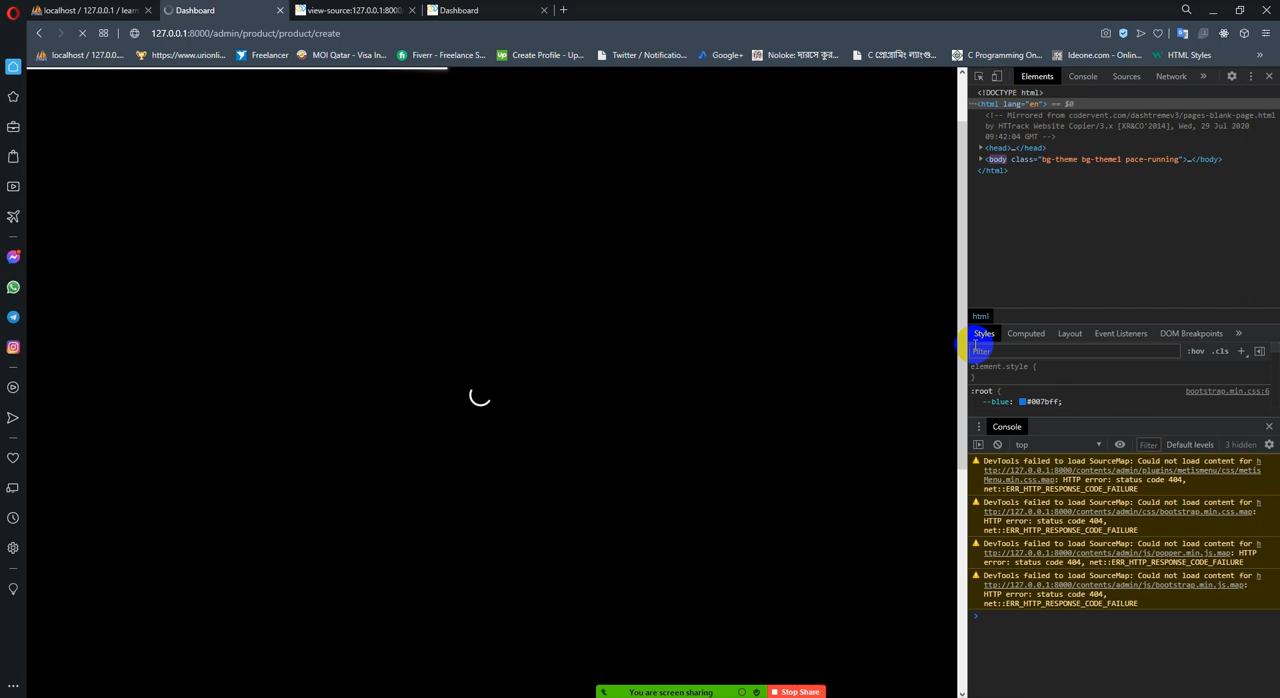 localhost / 127.0.0.1 / learn
Dashboard
view-source:127.0.0.1:8000/
Dashboard
127.0.0.1:8000/admin/product/product/create
localhost / 127.0.0....
https://www.urionli...
Freelancer
MOI Qatar - Visa In...
Fiverr - Freelance S...
Create Profile - Up...
Twitter / Notificatio...
Google+
Noloke: দারসে কুর...
C প্রোগ্রামিং ল্যাংগু...
C Programming On...
Ideone.com - Online...
HTML Styles
Elements
Console
Sources
Network
<!DOCTYPE html>
<html lang="en"> == $0
<!-- Mirrored from codervent.com/dashtremev3/pages-blank-page.html
by HTTrack Website Copier/3.x [XR&CO'2014], Wed, 29 Jul 2020
09:42:04 GMT -->
<head>…</head>
<body class="bg-theme bg-theme1 pace-running">…</body>
</html>
html
Styles
Computed
Layout
Event Listeners
DOM Breakpoints
Filter
:hov
.cls
element.style {
}
:root {
bootstrap.min.css:6
--blue: #007bff;
Console
top
Filter
Default levels
3 hidden
DevTools failed to load SourceMap: Could not load content for h
ttp://127.0.0.1:8000/contents/admin/plugins/metismenu/css/metis
Menu.min.css.map: HTTP error: status code 404,
net::ERR_HTTP_RESPONSE_CODE_FAILURE
DevTools failed to load SourceMap: Could not load content for h
ttp://127.0.0.1:8000/contents/admin/css/bootstrap.min.css.map:
HTTP error: status code 404,
net::ERR_HTTP_RESPONSE_CODE_FAILURE
DevTools failed to load SourceMap: Could not load content for h
ttp://127.0.0.1:8000/contents/admin/js/popper.min.js.map: HTTP
error: status code 404, net::ERR_HTTP_RESPONSE_CODE_FAILURE
DevTools failed to load SourceMap: Could not load content for h
ttp://127.0.0.1:8000/contents/admin/js/bootstrap.min.js.map:
HTTP error: status code 404,
net::ERR_HTTP_RESPONSE_CODE_FAILURE
You are screen sharing
Stop Share